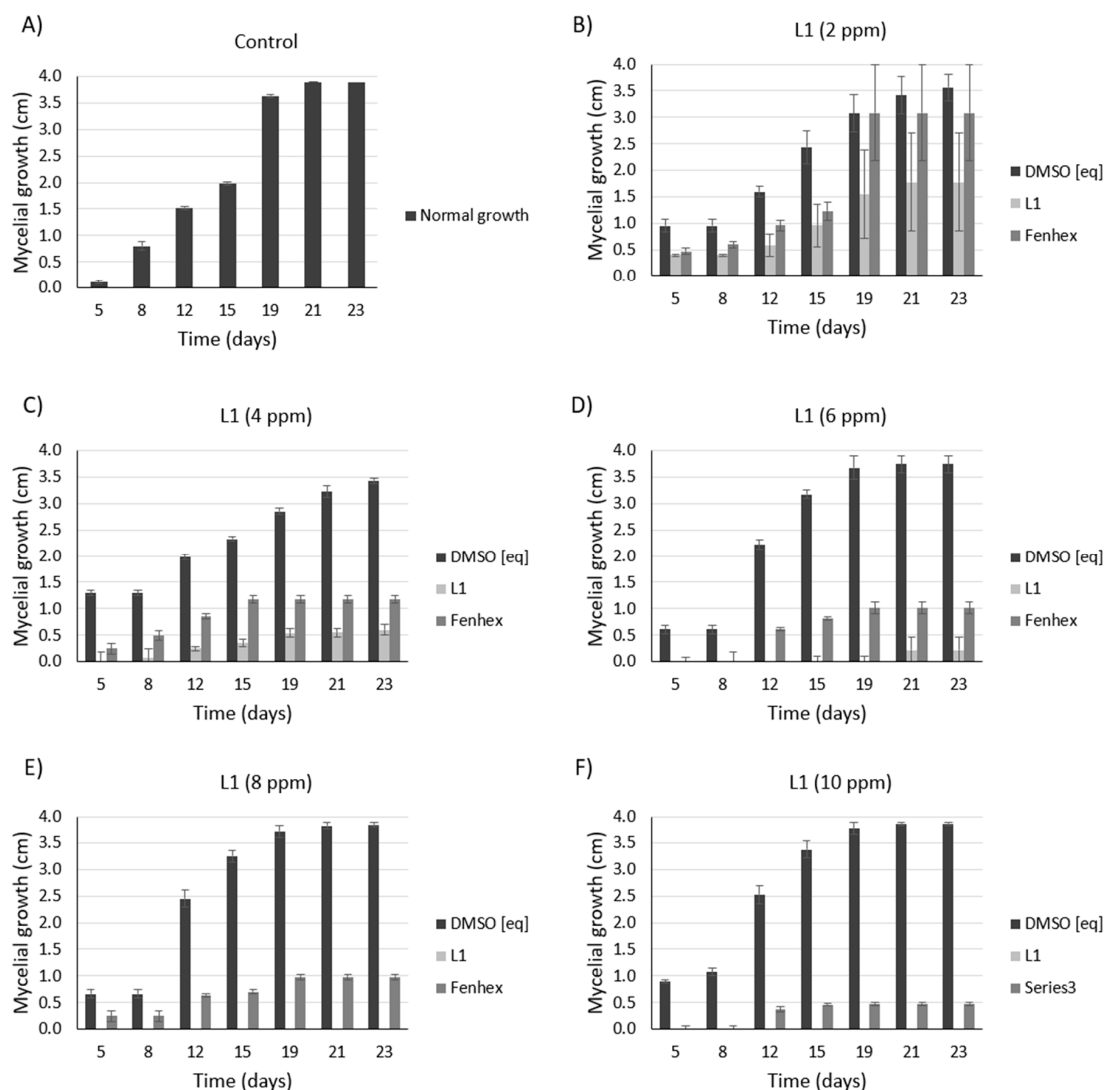 A)
Control
Mycelial growth (cm)
4.0
3.5
3.0
2.5
2.0
1.5
1.0
0.5
0.0
5 8 12 15 19 21 23
Time (days)
Normal growth
B)
L1 (2 ppm)
Mycelial growth (cm)
4.0
3.5
3.0
2.5
2.0
1.5
1.0
0.5
0.0
5 8 12 15 19 21 23
Time (days)
DMSO [eq]
L1
Fenhex
C)
L1 (4 ppm)
Mycelial growth (cm)
4.0
3.5
3.0
2.5
2.0
1.5
1.0
0.5
0.0
5 8 12 15 19 21 23
Time (days)
DMSO [eq]
L1
Fenhex
D)
L1 (6 ppm)
Mycelial growth (cm)
4.0
3.5
3.0
2.5
2.0
1.5
1.0
0.5
0.0
5 8 12 15 19 21 23
Time (days)
DMSO [eq]
L1
Fenhex
E)
L1 (8 ppm)
Mycelial growth (cm)
4.0
3.5
3.0
2.5
2.0
1.5
1.0
0.5
0.0
5 8 12 15 19 21 23
Time (days)
DMSO [eq]
L1
Fenhex
F)
L1 (10 ppm)
Mycelial growth (cm)
4.0
3.5
3.0
2.5
2.0
1.5
1.0
0.5
0.0
5 8 12 15 19 21 23
Time (days)
DMSO [eq]
L1
Series3